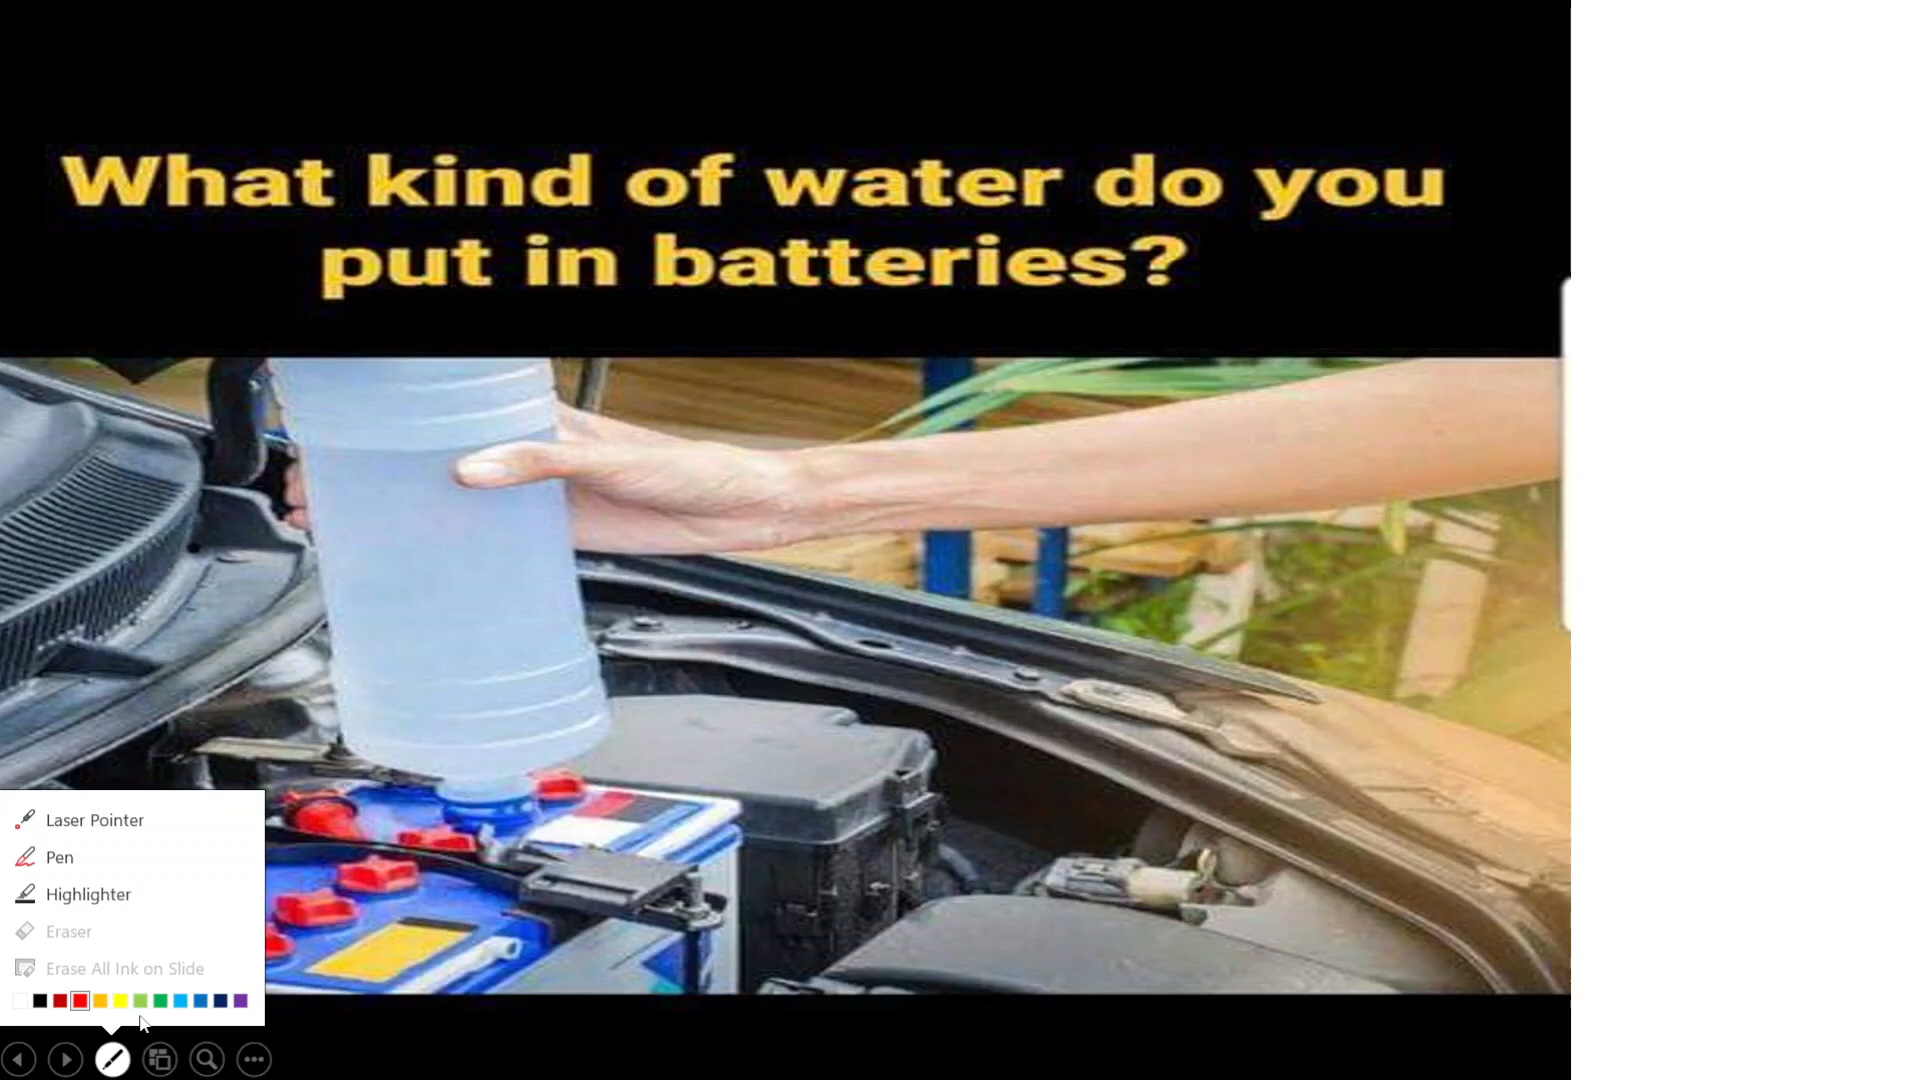 What kind of water do you
put in batteries?
Laser Pointer
Pen
Highlighter
Eraser
Erase All Ink on Slide